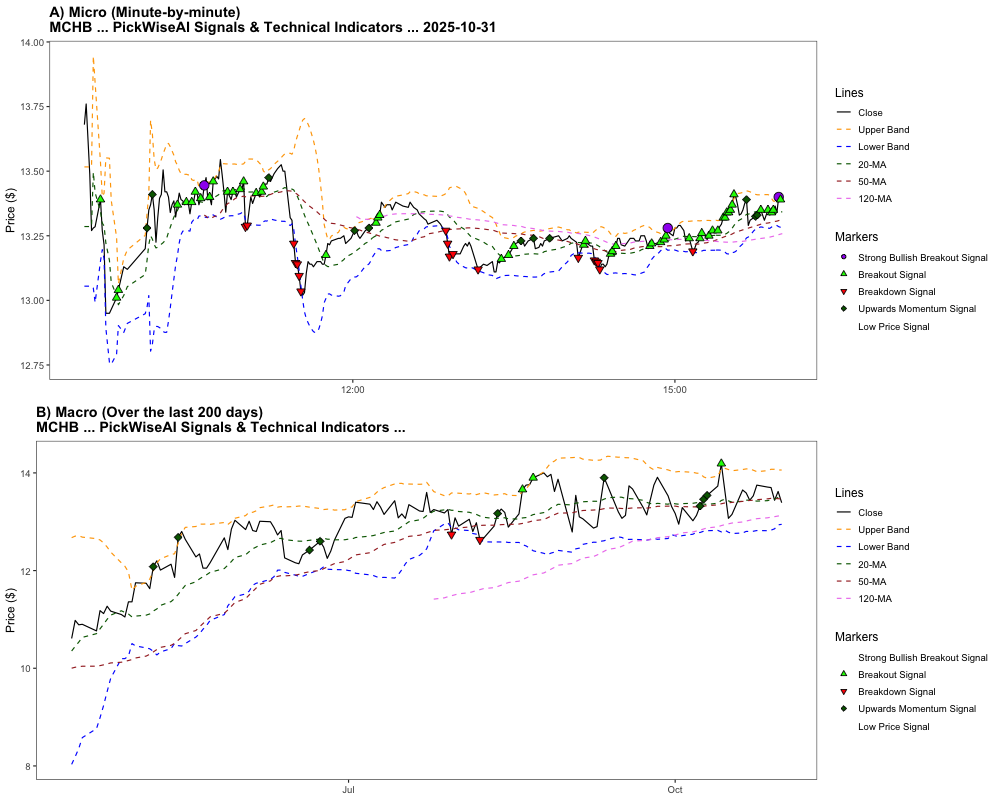 A) Micro (Minute-by-minute)
MCHB ... PickWiseAI Signals & Technical Indicators ... 2025-10-31
14.00
13.75
13.50
13.25
13.00
12.75
Price ($)
12:00
15:00
Lines
Close
Upper Band
Lower Band
20-MA
50-MA
120-MA
Markers
Strong Bullish Breakout Signal
Breakout Signal
Breakdown Signal
Upwards Momentum Signal
Low Price Signal
B) Macro (Over the last 200 days)
MCHB ... PickWiseAI Signals & Technical Indicators ...
14
12
10
8
Price ($)
Jul
Oct
Lines
Close
Upper Band
Lower Band
20-MA
50-MA
120-MA
Markers
Strong Bullish Breakout Signal
Breakout Signal
Breakdown Signal
Upwards Momentum Signal
Low Price Signal